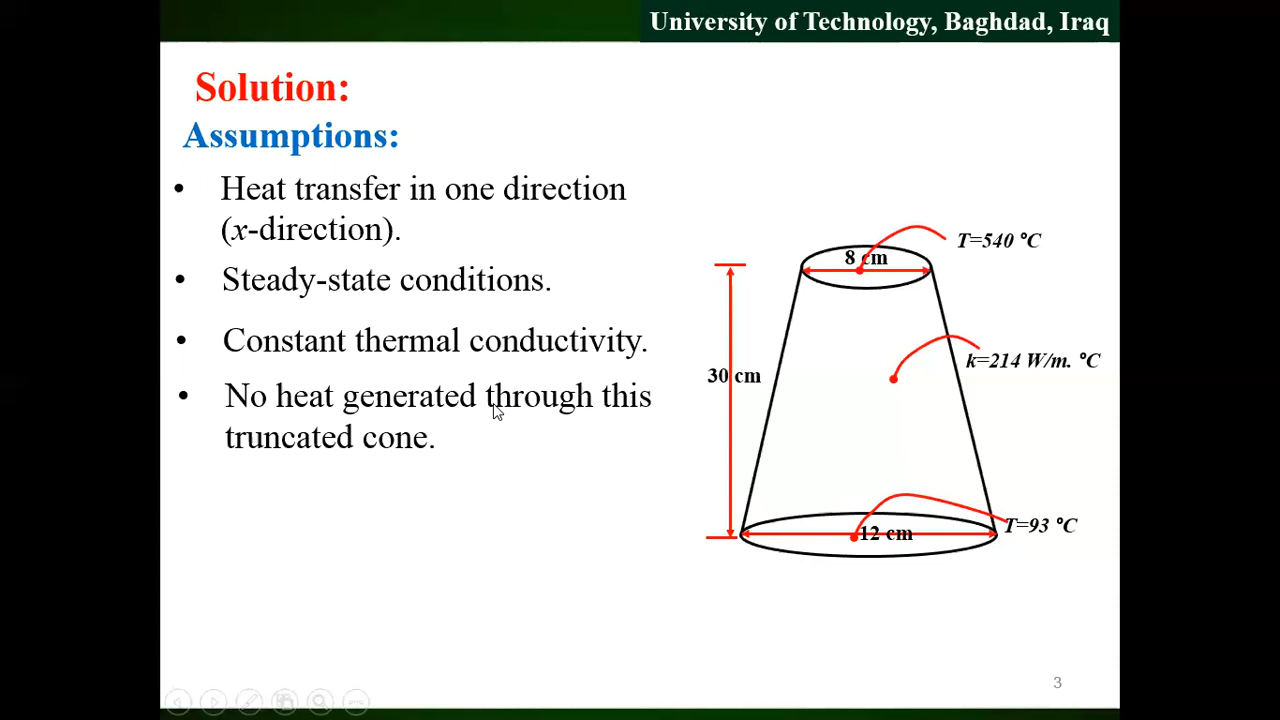 University of Technology, Baghdad, Iraq
Solution:
Assumptions:
• Heat transfer in one direction
(x-direction).
• Steady-state conditions.
• Constant thermal conductivity.
• No heat generated through this
truncated cone.
T=540 °C
8 cm
k=214 W/m. °C
30 cm
T=93 °C
12 cm
3